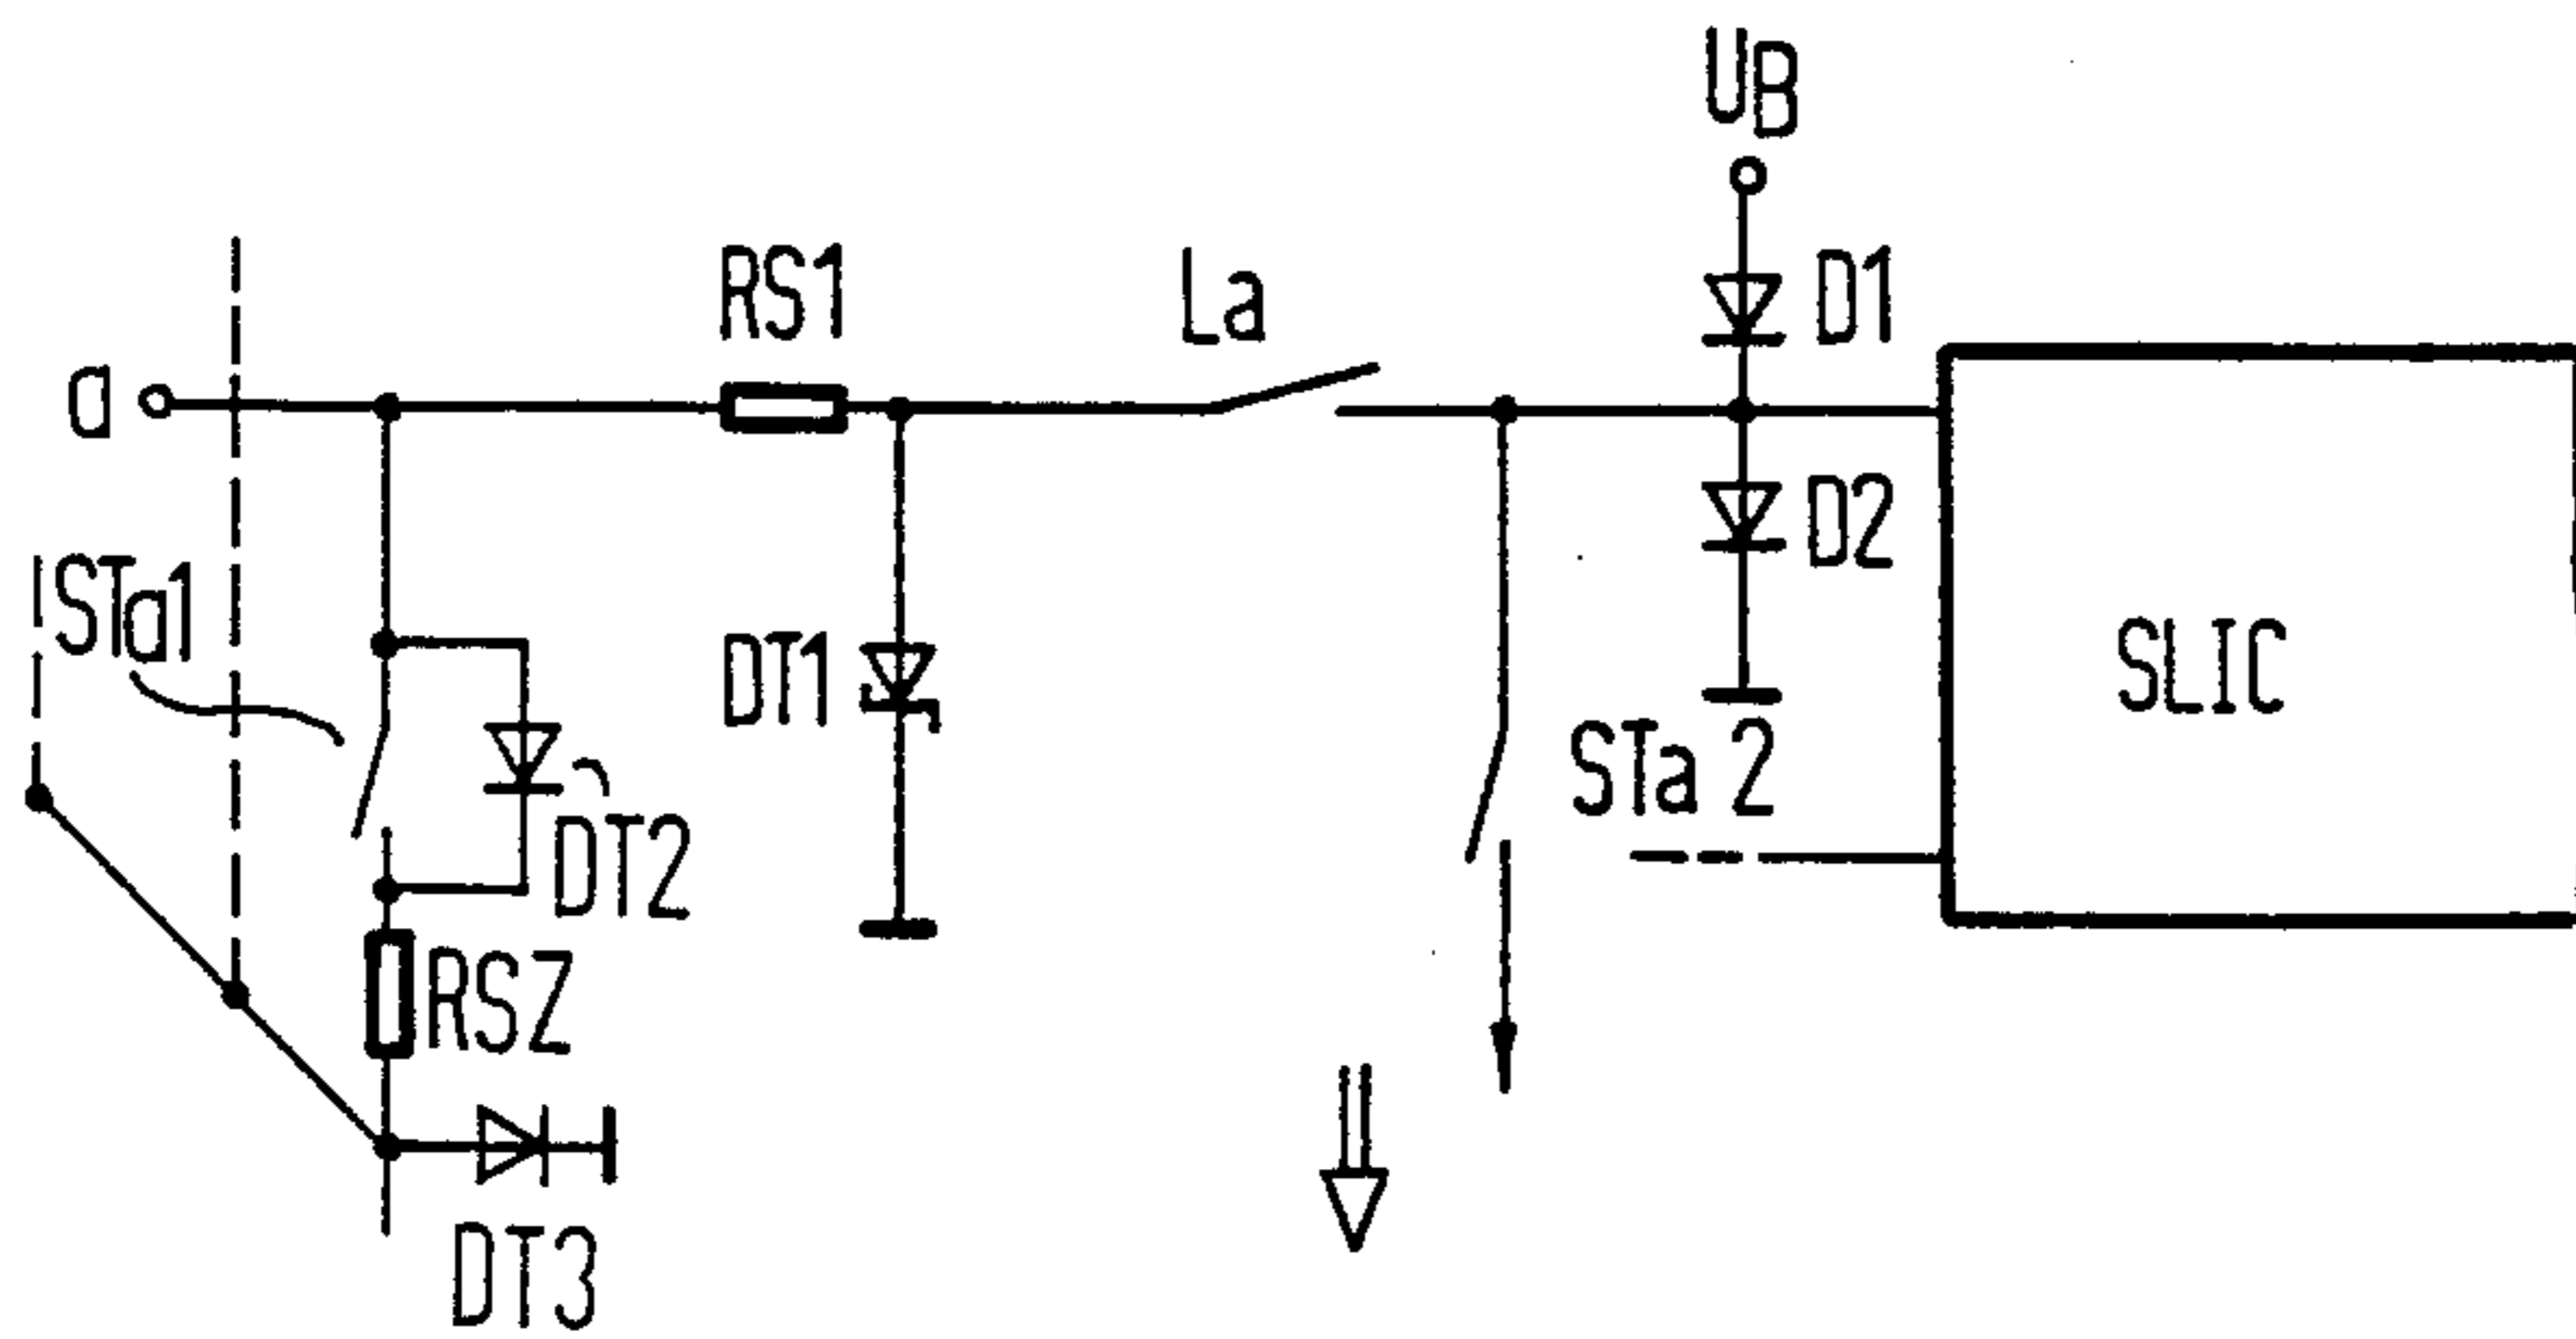 UB
RS1
La
D1
a
D2
STa1
DT1
SLIC
STa 2
DT2
RSZ
DT3